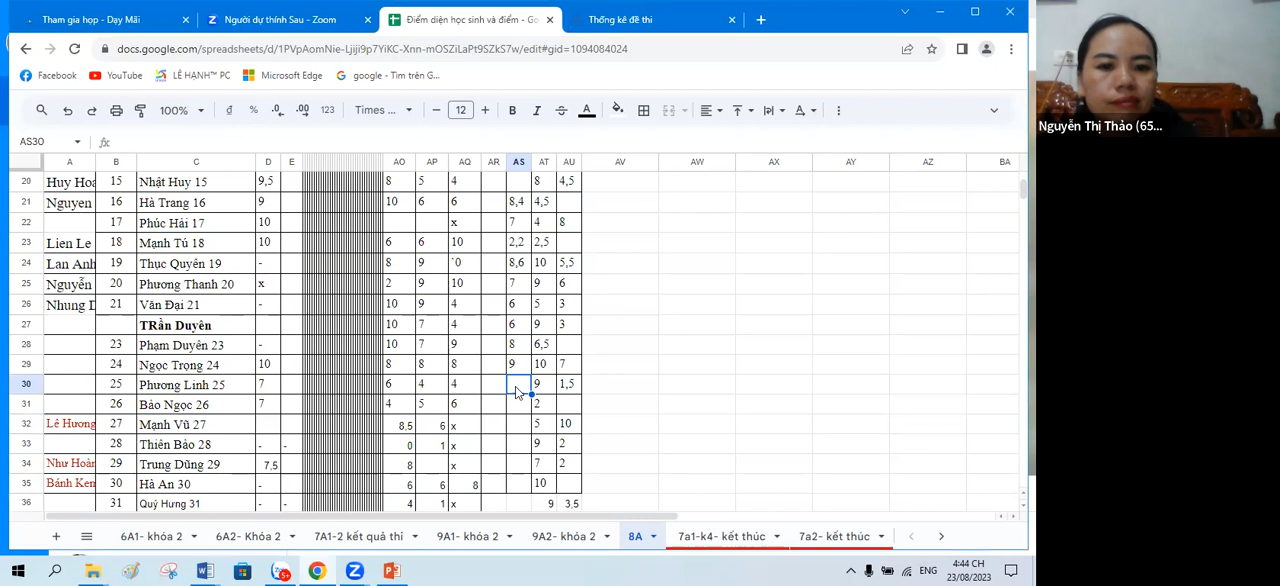 Tham gia họp - Dạy Mãi
Người dự thính Sau - Zoom
Điểm diện học sinh và điểm - Go
Thống kê đề thi
docs.google.com/spreadsheets/d/1PVpAomNie-Ljiji9p7YiKC-Xnn-mOSZiLaPt9SZkS7w/edit#gid=1094084024
Facebook YouTube LÊ HẠNH™ PC Microsoft Edge google - Tìm trên G...
100% đ % .0 .00 123 Times ... 12 B I A
AS30 fx
A B C D E AO AP AQ AR AS AT AU AV AW AX AY AZ BA
20 Huy Hoa 15 Nhật Huy 15 9,5 8 5 4 8 4,5
21 Nguyen 16 Hà Trang 16 9 10 6 6 8,4 4,5
22 17 Phúc Hải 17 10 x 7 4 8
23 Lien Le 18 Mạnh Tú 18 10 6 6 10 2,2 2,5
24 Lan Anh 19 Thục Quyên 19 - 8 9 `0 8,6 10 5,5
25 Nguyễn 20 Phương Thanh 20 x 2 9 10 7 9 6
26 Nhung D 21 Văn Đại 21 - 10 9 4 6 5 3
27 TRần Duyên 10 7 4 6 9 3
28 23 Phạm Duyên 23 - 10 7 9 8 6,5
29 24 Ngọc Trọng 24 10 8 8 8 9 10 7
30 25 Phương Linh 25 7 6 4 4 9 1,5
31 26 Bảo Ngọc 26 7 4 5 6 2
32 Lê Hương 27 Mạnh Vũ 27 8,5 6 x 5 10
33 28 Thiên Bảo 28 - - 0 1 x 9 2
34 Như Hoàn 29 Trung Dũng 29 7,5 8 x 7 2
35 Bánh Kem 30 Hà An 30 - 6 6 8 10
36 31 Quý Hưng 31 - - 4 1 x 9 3,5
6A1- khóa 2 6A2- Khóa 2 7A1-2 kết quả thi 9A1- khóa 2 9A2- khóa 2 8A 7a1-k4- kết thúc 7a2- kết thúc
ENG
4:44 CH
23/08/2023
Nguyễn Thị Thảo (65...